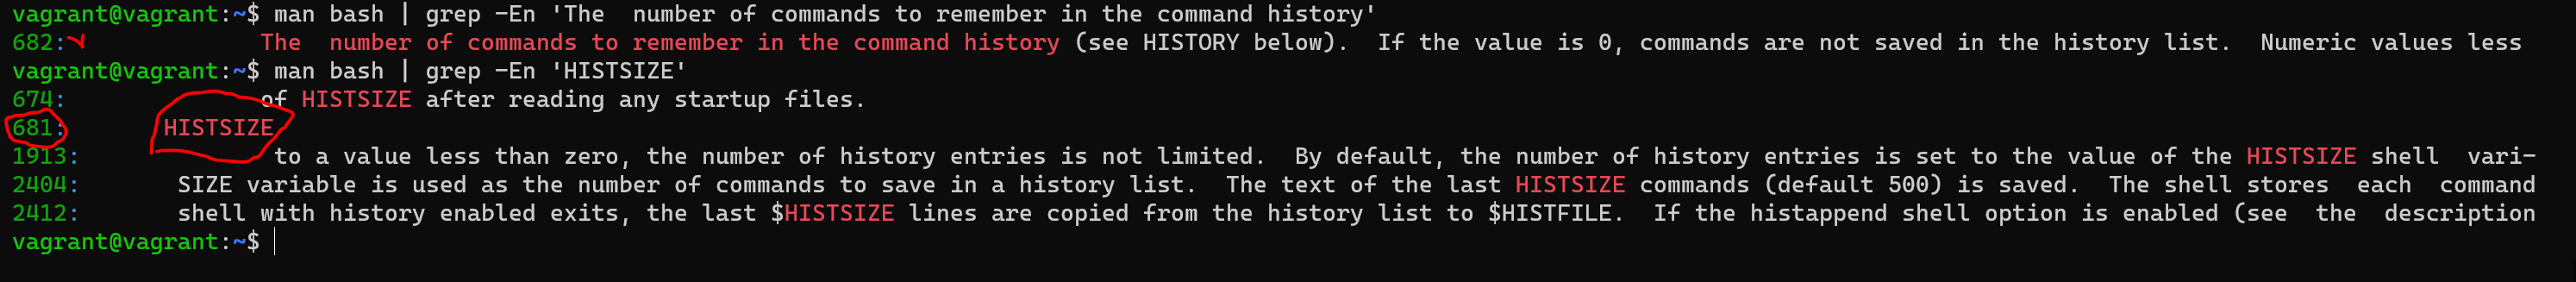 vagrant@vagrant:~$ man bash | grep -En 'The  number of commands to remember in the command history'
682:              The  number of commands to remember in the command history (see HISTORY below).  If the value is 0, commands are not saved in the history list.  Numeric values less
vagrant@vagrant:~$ man bash | grep -En 'HISTSIZE'
674:              of HISTSIZE after reading any startup files.
681:       HISTSIZE
1913:              to a value less than zero, the number of history entries is not limited.  By default, the number of history entries is set to the value of the HISTSIZE shell  vari-
2404:       SIZE variable is used as the number of commands to save in a history list.  The text of the last HISTSIZE commands (default 500) is saved.  The shell stores  each  command
2412:       shell with history enabled exits, the last $HISTSIZE lines are copied from the history list to $HISTFILE.  If the histappend shell option is enabled (see  the  description
vagrant@vagrant:~$